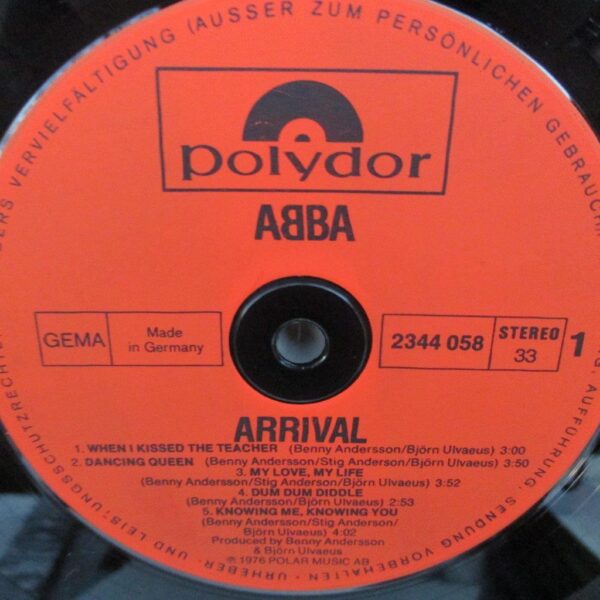 DERS VERVIELFÄLTIGUNG (AUSSER ZUM PERSÖNLICHEN GEBRAUCH)
polydor
ABBA
GEMA
Made
in Germany
2344 058
STEREO
33
1
ARRIVAL
1. WHEN I KISSED THE TEACHER (Benny Andersson/Björn Ulvaeus) 3:00
2. DANCING QUEEN (Benny Andersson/Stig Anderson/Björn Ulvaeus) 3:50
3. MY LOVE, MY LIFE
(Benny Andersson/Stig Anderson/Björn Ulvaeus) 3:52
4. DUM DUM DIDDLE
(Benny Andersson/Björn Ulvaeus) 2:53
5. KNOWING ME, KNOWING YOU
(Benny Andersson/Stig Anderson/
Björn Ulvaeus) 4:02
Produced by Benny Andersson
& Björn Ulvaeus
℗ 1976 POLAR MUSIC AB
AUFFÜHRUNG, SENDUNG VORBEHALTEN · URHEBER- UND LEISTUNGSSCHUTZRECHTE